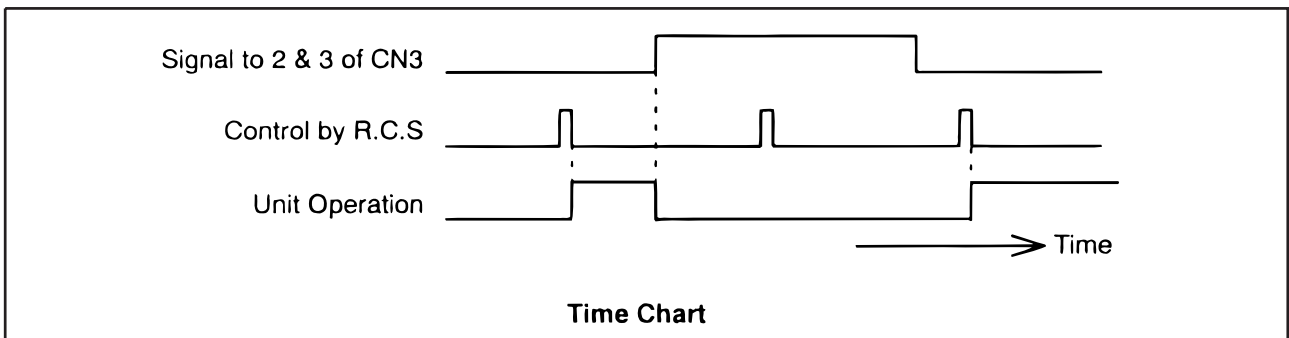 Signal to 2 & 3 of CN3
Control by R.C.S
Unit Operation
Time
Time Chart